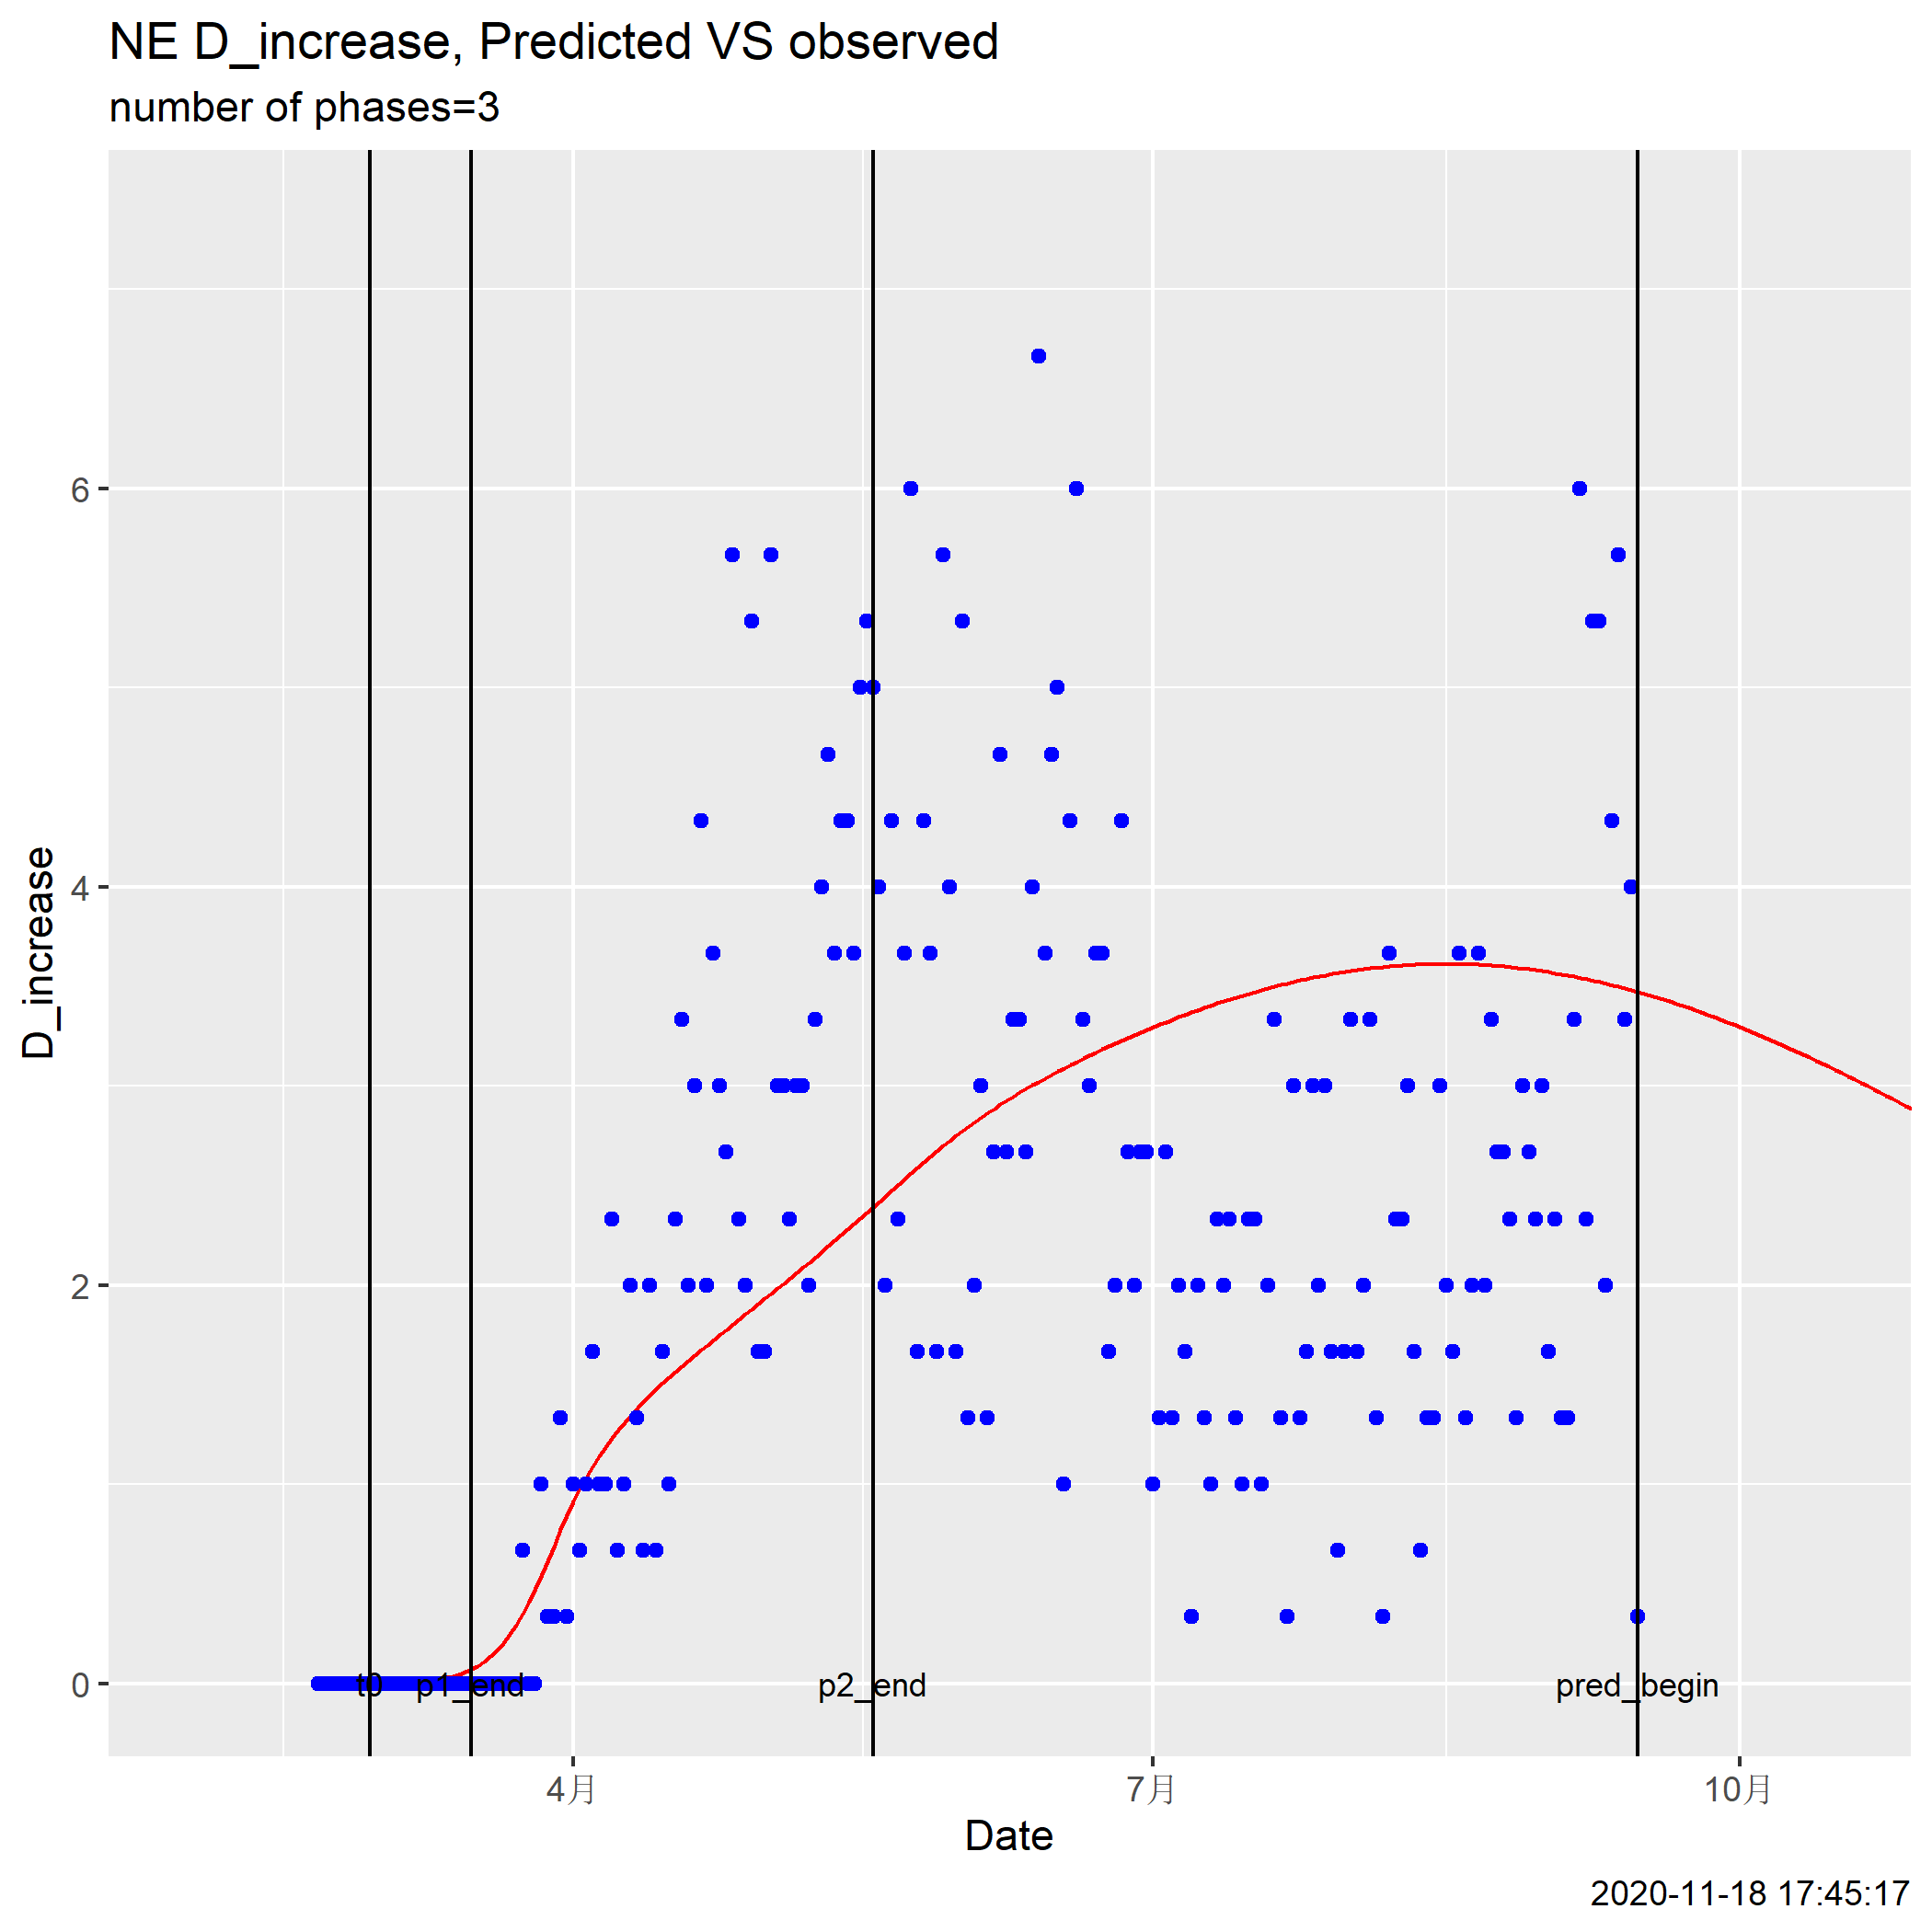 NE D_increase, Predicted VS observed
number of phases=3
D_increase
6
4
2
0
t0
p1_end
p2_end
pred_begin
4月
7月
10月
Date
2020-11-18 17:45:17